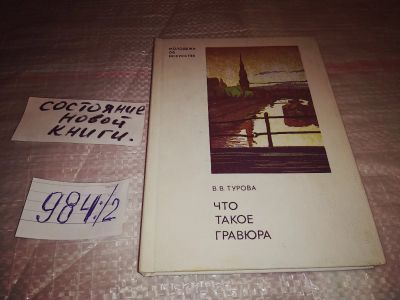 СОСТОЯНИЕ
НОВОЙ
КНИГИ.
984/2
МОЛОДЕЖИ
ОБ
ИСКУССТВЕ
В. В. ТУРОВА
ЧТО
ТАКОЕ
ГРАВЮРА